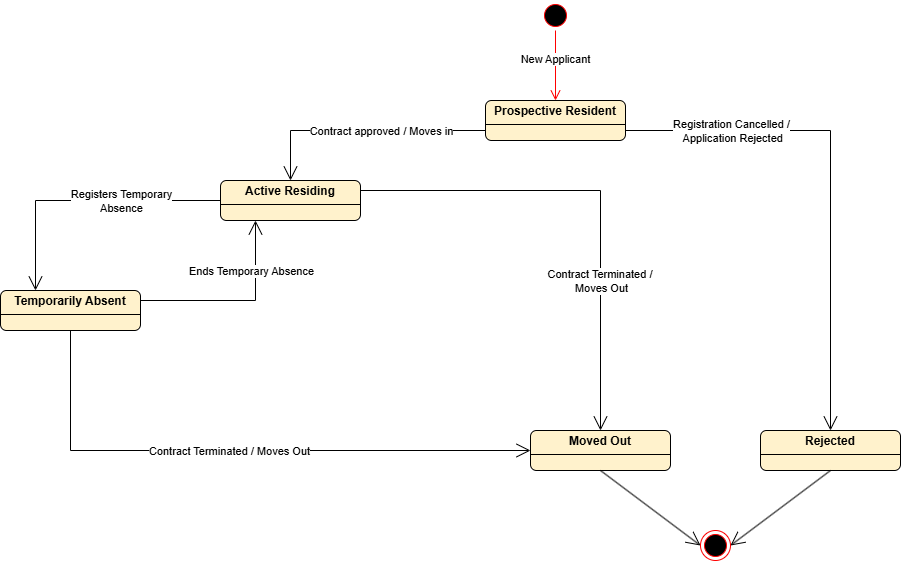 New Applicant
Prospective Resident
Registration Cancelled /
Application Rejected
Contract approved / Moves in
Active Residing
Registers Temporary
Absence
Ends Temporary Absence
Contract Terminated /
Moves Out
Temporarily Absent
Contract Terminated / Moves Out
Moved Out
Rejected